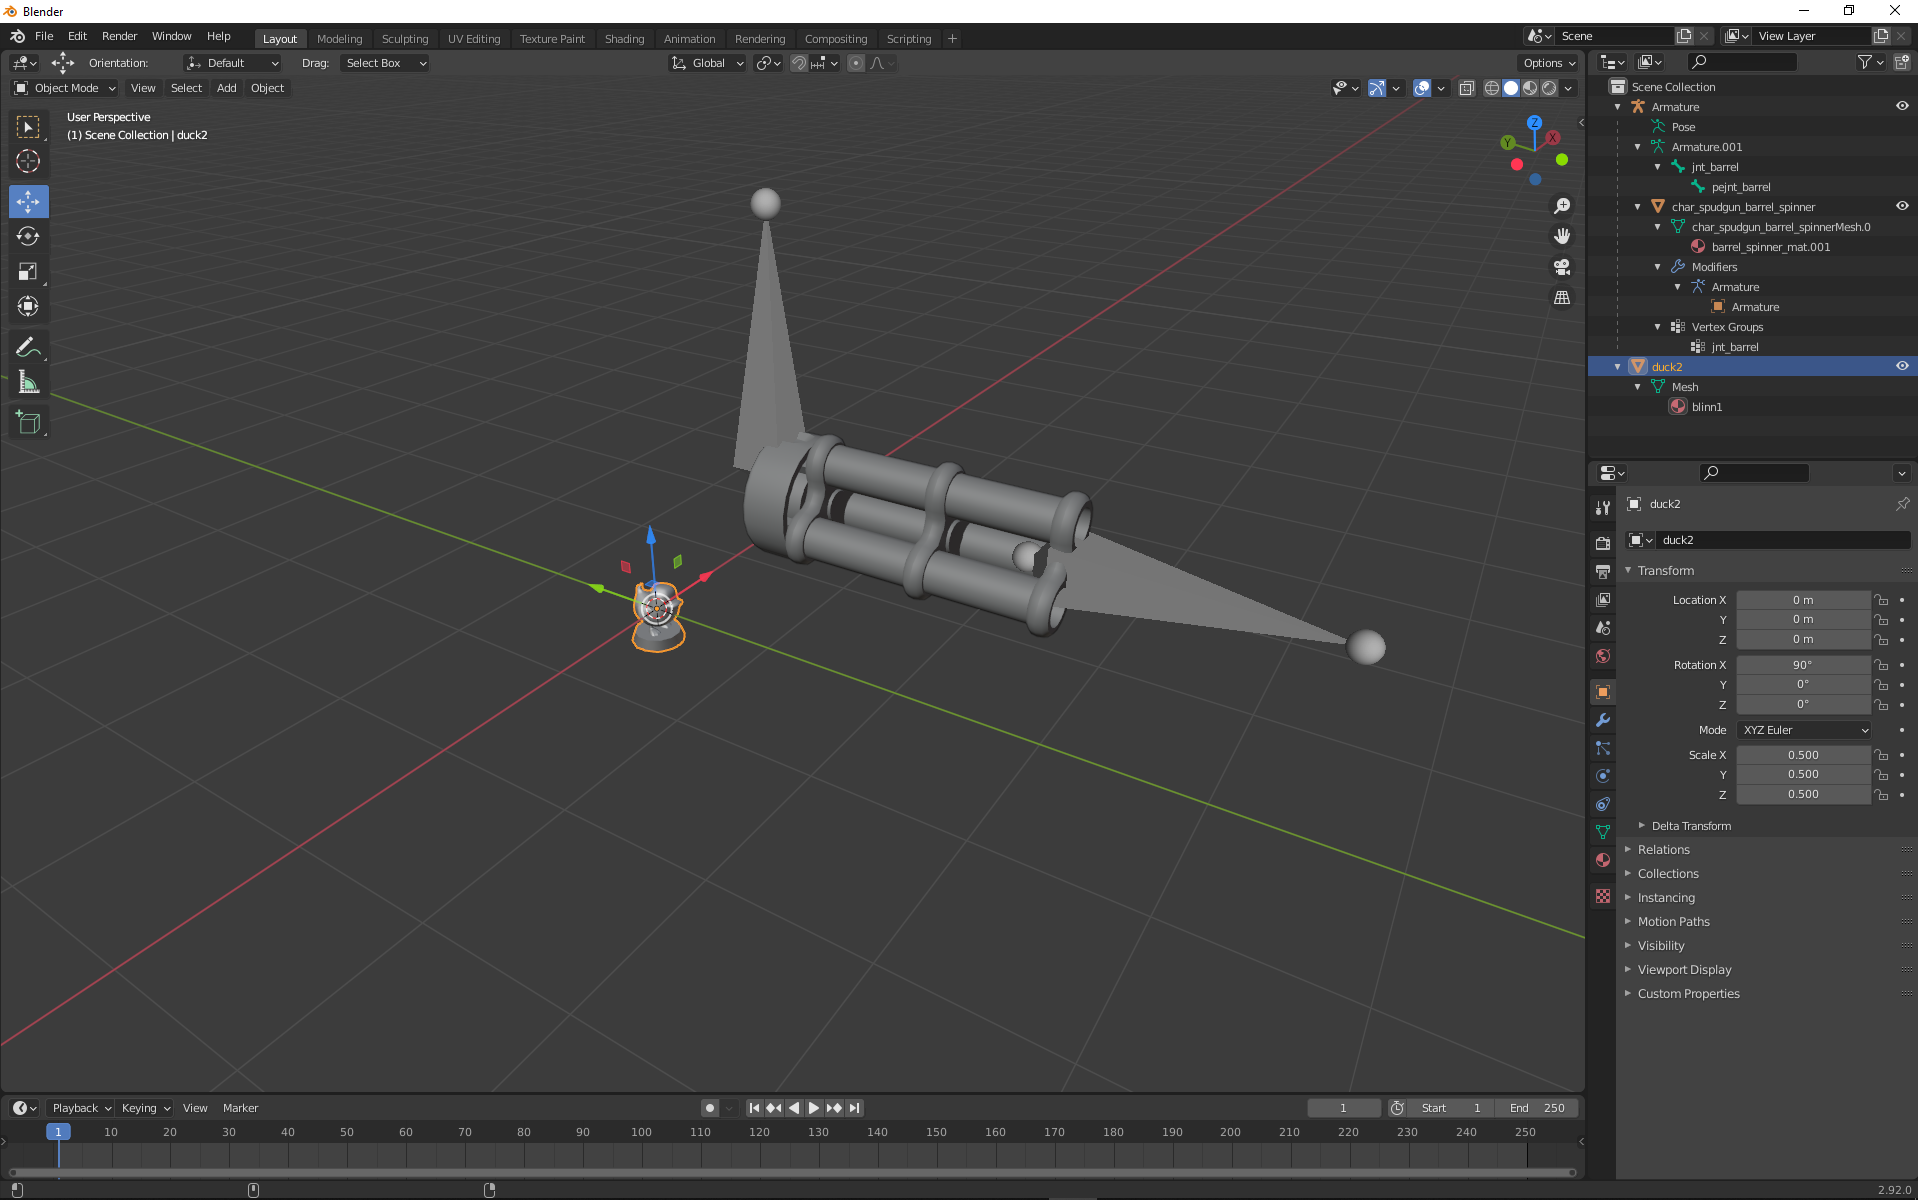 Blender
File Edit Render Window Help
Layout Modeling Sculpting UV Editing Texture Paint Shading Animation Rendering Compositing Scripting +
Scene
View Layer
Orientation: Default Drag: Select Box
Global
Options
Object Mode View Select Add Object
User Perspective
(1) Scene Collection | duck2
Z
X
Y
Scene Collection
Armature
Pose
Armature.001
jnt_barrel
pejnt_barrel
char_spudgun_barrel_spinner
char_spudgun_barrel_spinnerMesh.0
barrel_spinner_mat.001
Modifiers
Armature
Armature
Vertex Groups
jnt_barrel
duck2
Mesh
blinn1
duck2
duck2
Transform
Location X 0 m
Y 0 m
Z 0 m
Rotation X 90°
Y 0°
Z 0°
Mode XYZ Euler
Scale X 0.500
Y 0.500
Z 0.500
Delta Transform
Relations
Collections
Instancing
Motion Paths
Visibility
Viewport Display
Custom Properties
Playback Keying View Marker
1 Start 1 End 250
1 10 20 30 40 50 60 70 80 90 100 110 120 130 140 150 160 170 180 190 200 210 220 230 240 250
2.92.0